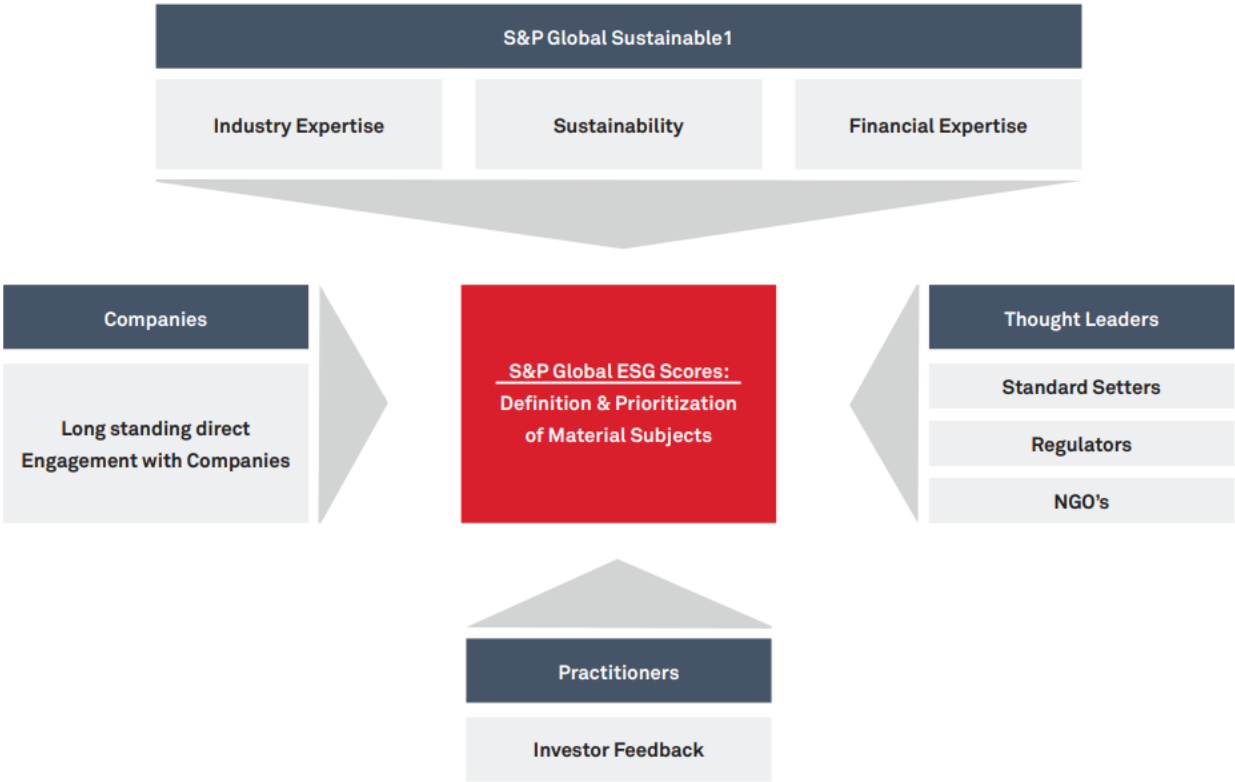 S&P Global Sustainable1
Industry Expertise
Sustainability
Financial Expertise
Companies
Long standing direct
Engagement with Companies
S&P Global ESG Scores:
Definition & Prioritization
of Material Subjects
Thought Leaders
Standard Setters
Regulators
NGO's
Practitioners
Investor Feedback